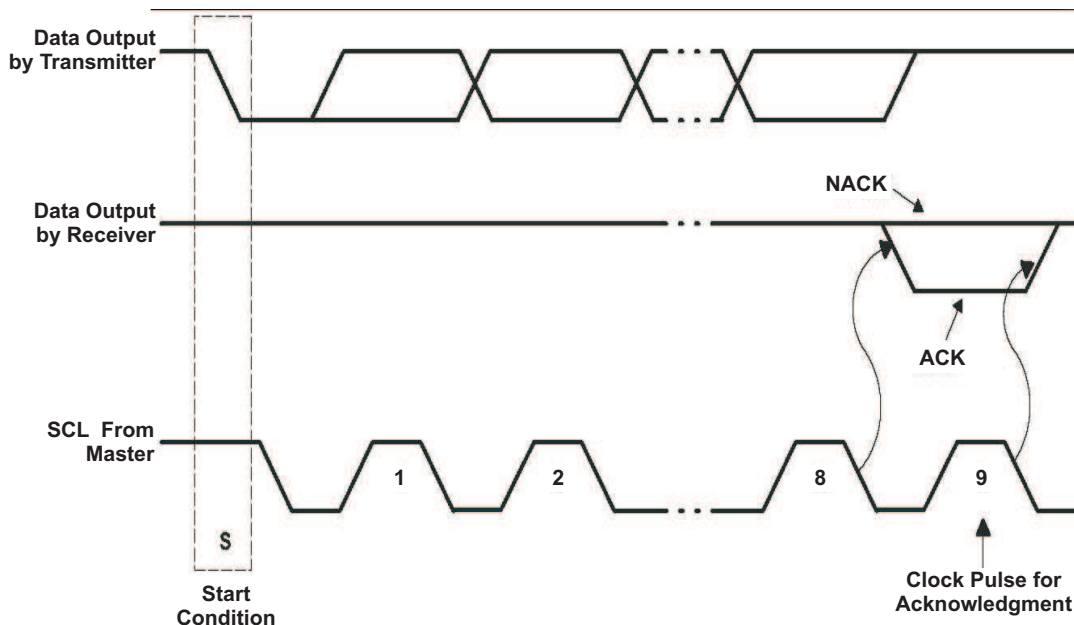 Data Output
by Transmitter
NACK
Data Output
by Receiver
ACK
SCL From
Master
1
2
8
9
S
Start
Condition
Clock Pulse for
Acknowledgment